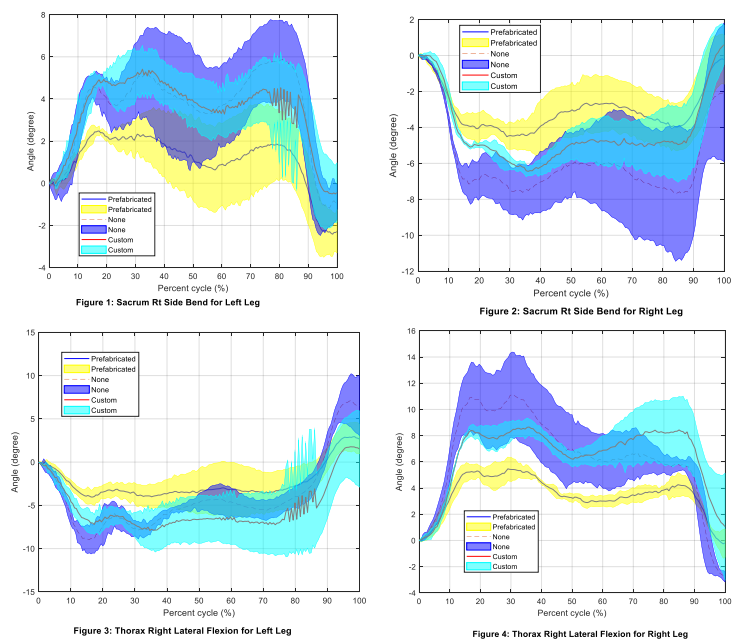 8
6
4
2
0
-2
-4
Angle (degree)
Prefabricated
Prefabricated
None
None
Custom
Custom
0 10 20 30 40 50 60 70 80 90 100
Percent cycle (%)
Figure 1: Sacrum Rt Side Bend for Left Leg
2
0
-2
-4
-6
-8
-10
-12
Angle (degree)
Prefabricated
Prefabricated
None
None
Custom
Custom
0 10 20 30 40 50 60 70 80 90 100
Percent cycle (%)
Figure 2: Sacrum Rt Side Bend for Right Leg
15
10
5
0
-5
-10
-15
Angle (degree)
Prefabricated
Prefabricated
None
None
Custom
Custom
0 10 20 30 40 50 60 70 80 90 100
Percent cycle (%)
Figure 3: Thorax Right Lateral Flexion for Left Leg
16
14
12
10
8
6
4
2
0
-2
-4
Angle (degree)
Prefabricated
Prefabricated
None
None
Custom
Custom
0 10 20 30 40 50 60 70 80 90 100
Percent cycle (%)
Figure 4: Thorax Right Lateral Flexion for Right Leg